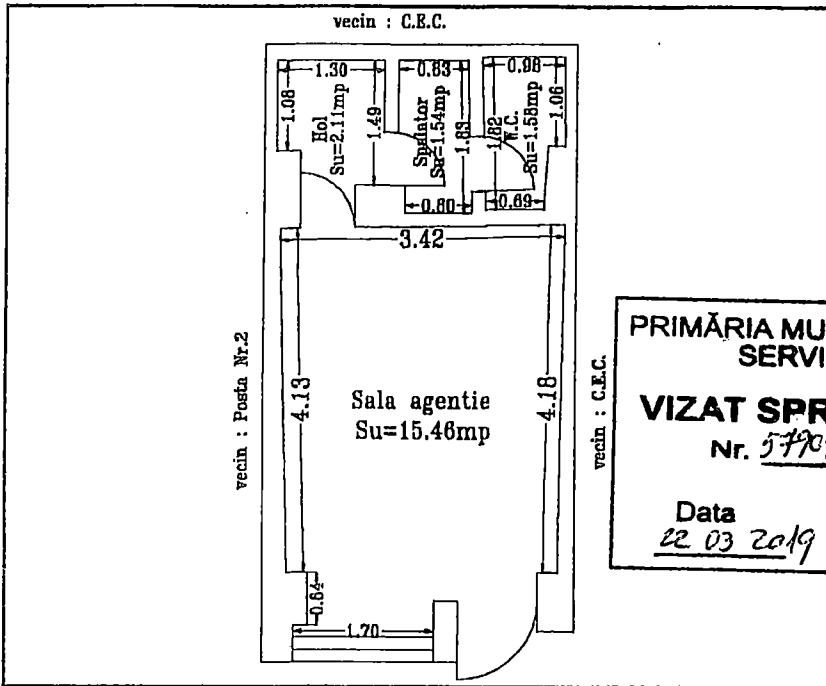 vecin : C.E.C.
1.30
0.63
0.98
1.08
Hol
Su=2.11mp
1.49
Spalator
Su=1.54mp
1.83
1.82
W.C.
Su=1.58mp
1.06
0.60
0.69
3.42
vecin : Posta Nr.2
4.13
Sala agentie
Su=15.46mp
4.18
vecin : C.E.C.
0.64
1.70
PRIMĂRIA MU
SERVI
VIZAT SPR
Nr. 5790
Data
22 03 2019